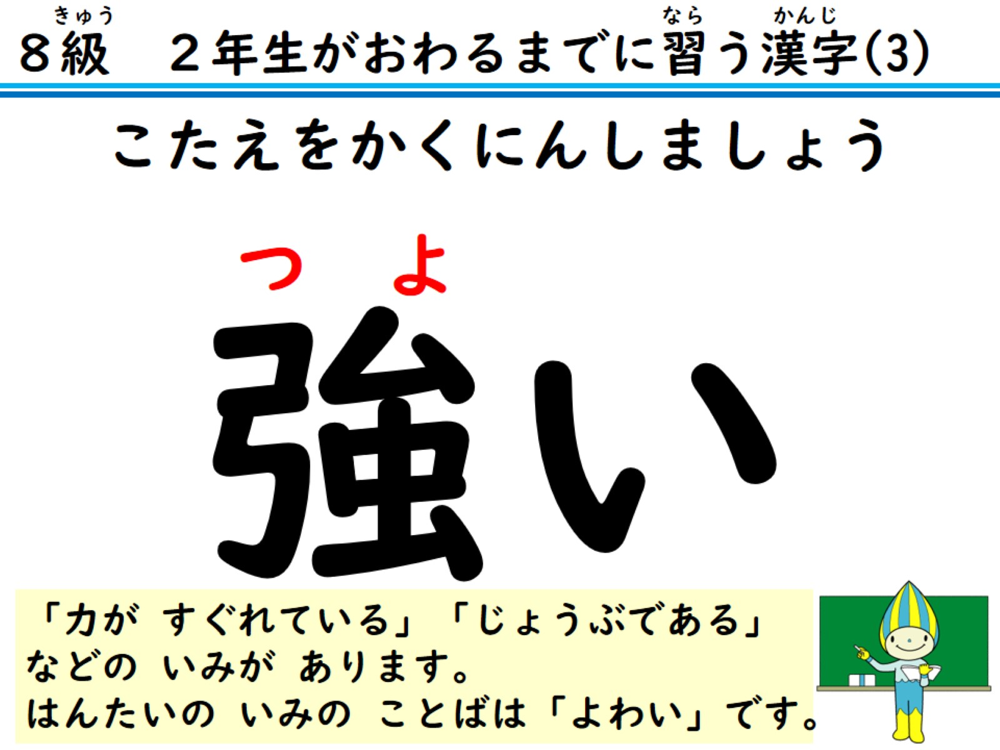 きゅう なら かんじ
8級 2年生がおわるまでに習う漢字(3)
こたえをかくにんしましょう
つよ
強い
「力が すぐれている」「じょうぶである」
などの いみが あります。
はんたいの いみの ことばは「よわい」です。